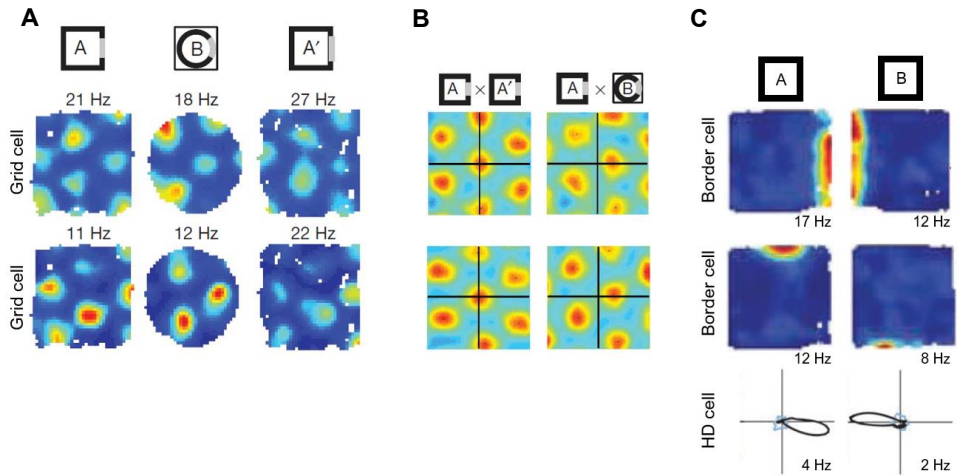 A
A B A′
21 Hz 18 Hz 27 Hz
Grid cell
11 Hz 12 Hz 22 Hz
Grid cell
B
A × A′ A × B
C
A B
Border cell
17 Hz 12 Hz
Border cell
12 Hz 8 Hz
HD cell
4 Hz 2 Hz